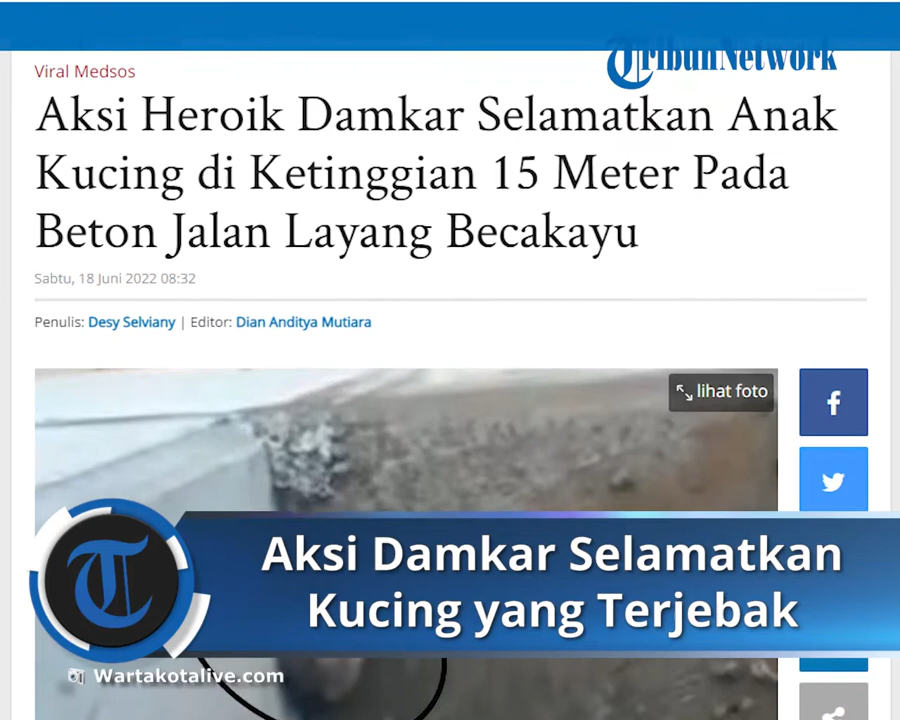 TribunNetwork
Viral Medsos
Aksi Heroik Damkar Selamatkan Anak
Kucing di Ketinggian 15 Meter Pada
Beton Jalan Layang Becakayu
Sabtu, 18 Juni 2022 08:32
Penulis: Desy Selviany | Editor: Dian Anditya Mutiara
lihat foto
f
T
Aksi Damkar Selamatkan
Kucing yang Terjebak
Wartakotalive.com